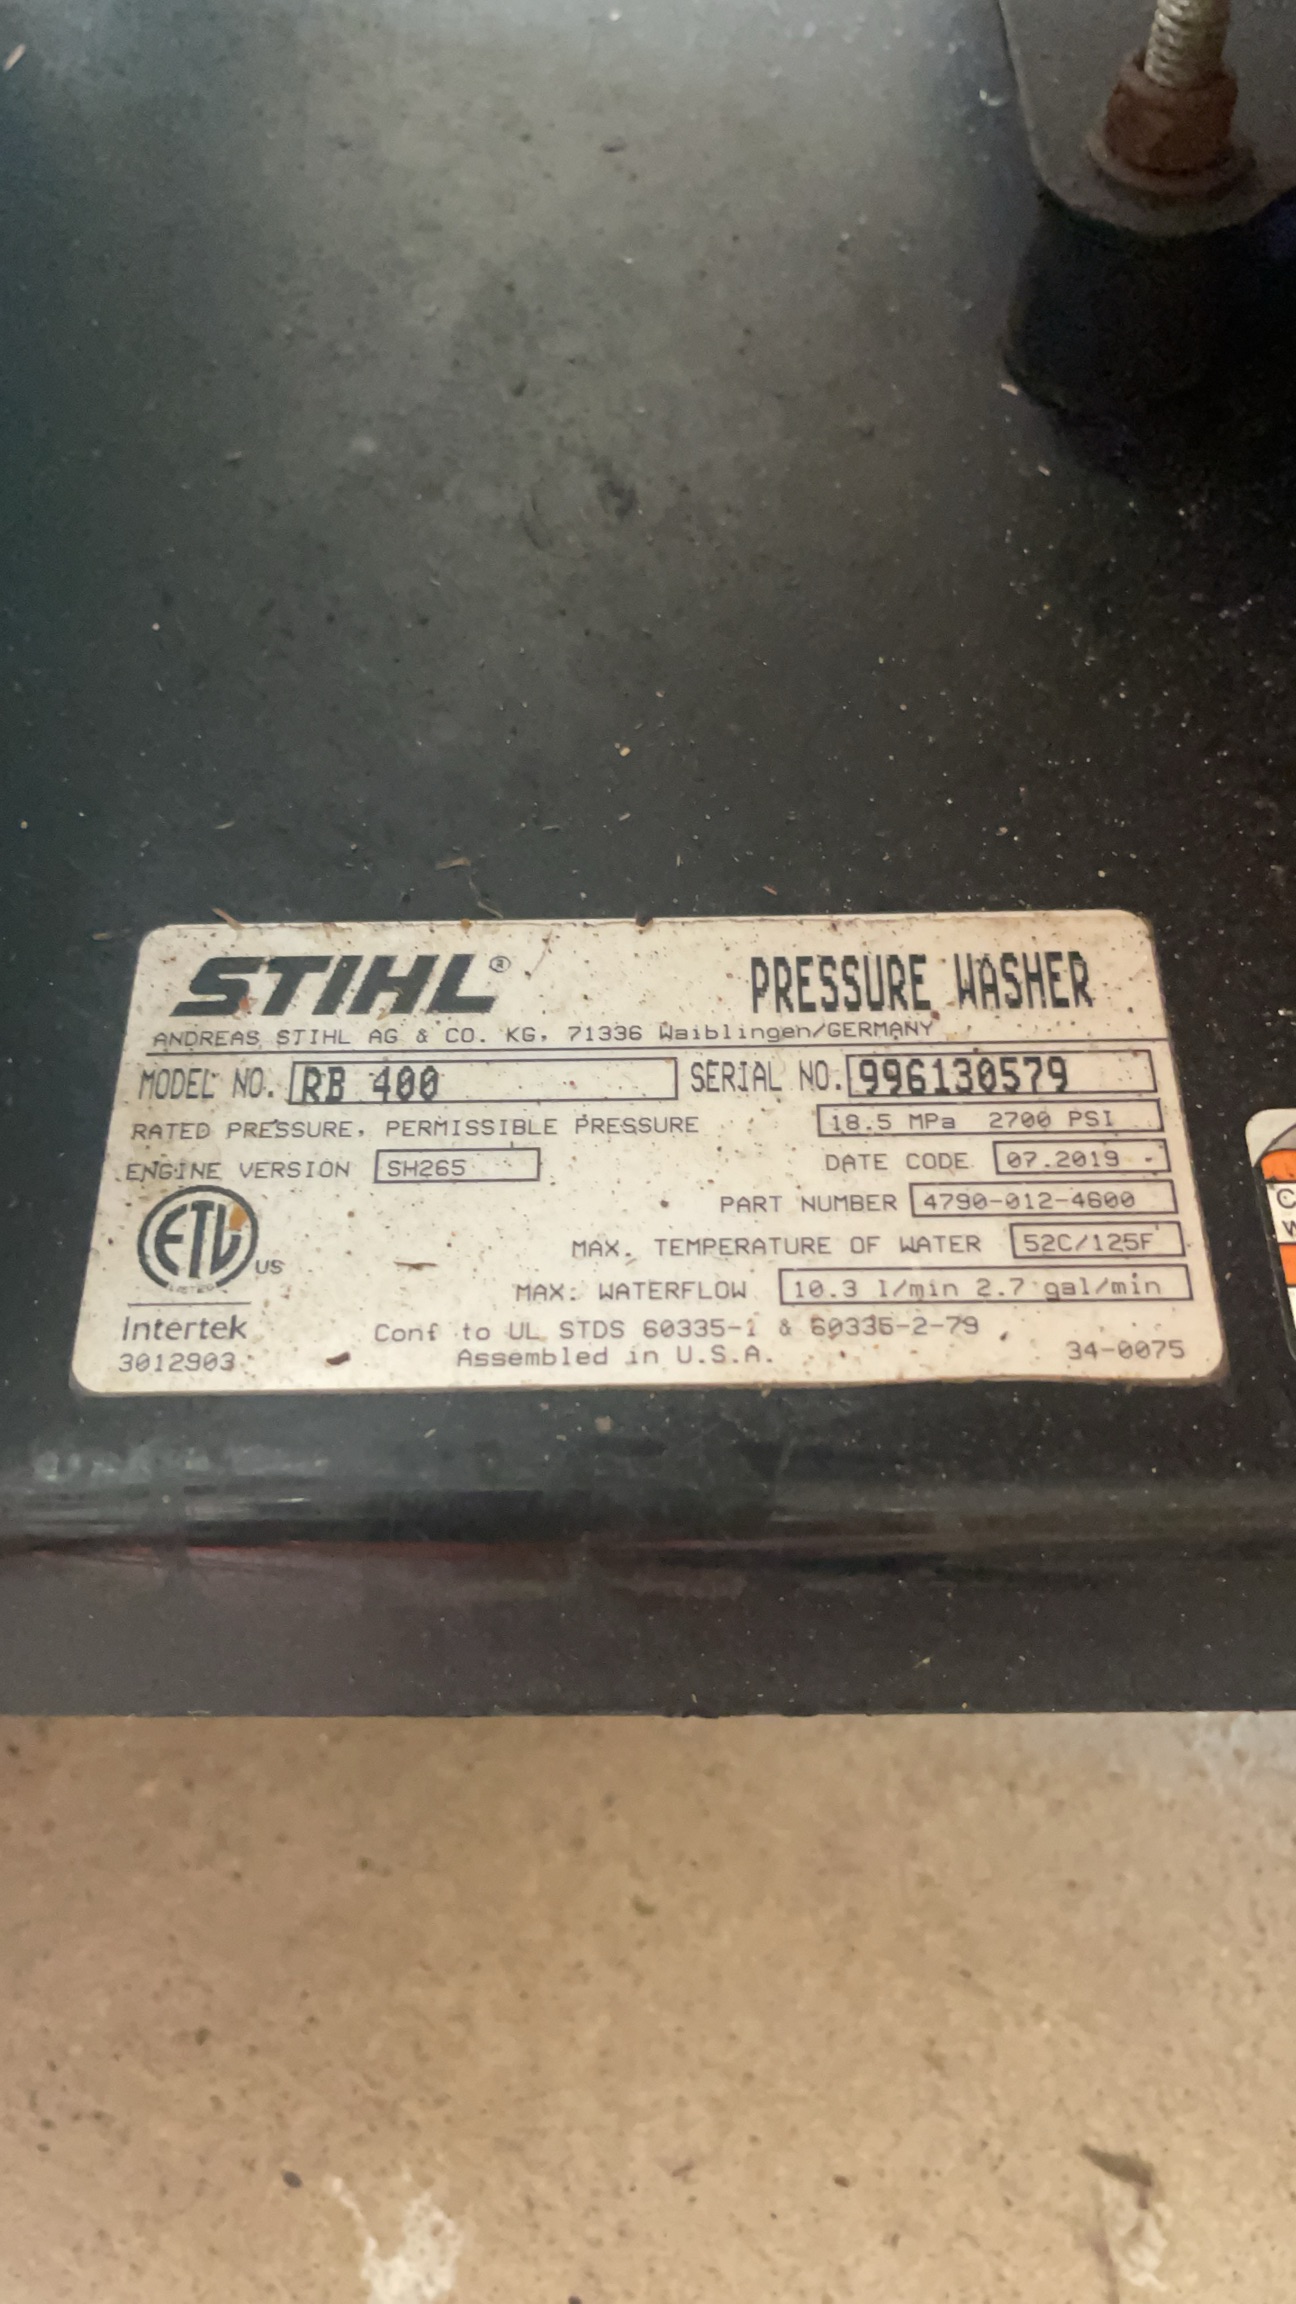 STIHL® PRESSURE WASHER
ANDREAS STIHL AG & CO. KG, 71336 Waiblingen/GERMANY
MODEL NO. RB 400 SERIAL NO. 996130579
RATED PRESSURE, PERMISSIBLE PRESSURE 18.5 MPa 2700 PSI
ENGINE VERSION SH265 DATE CODE 07.2019
PART NUMBER 4790-012-4600
ETL US
LISTED
MAX. TEMPERATURE OF WATER 52C/125F
MAX: WATERFLOW 10.3 l/min 2.7 gal/min
Intertek
3012903
Conf to UL STDS 60335-1 & 60335-2-79
Assembled in U.S.A.
34-0075